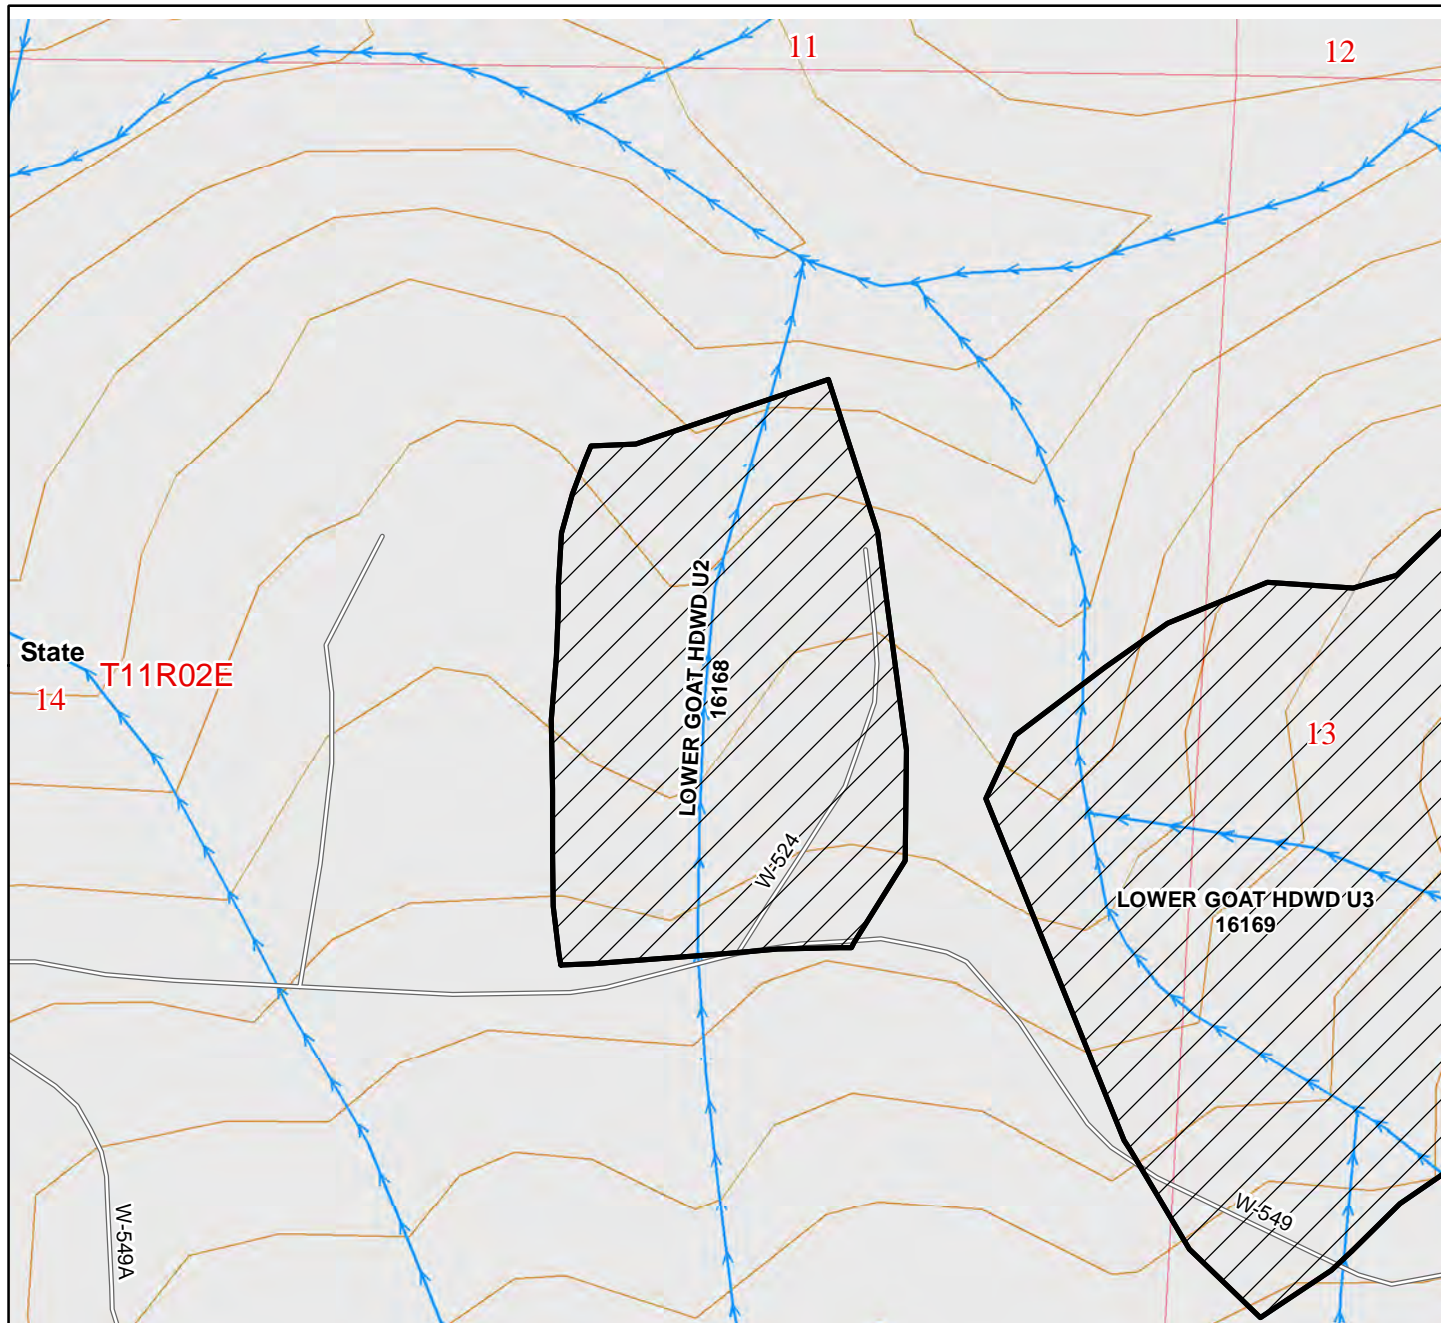 11
12
LOWER GOAT HDWD U2
16168
State
T11R02E
14
13
W-524
LOWER GOAT HDWD U3
16169
W-549
W-549A